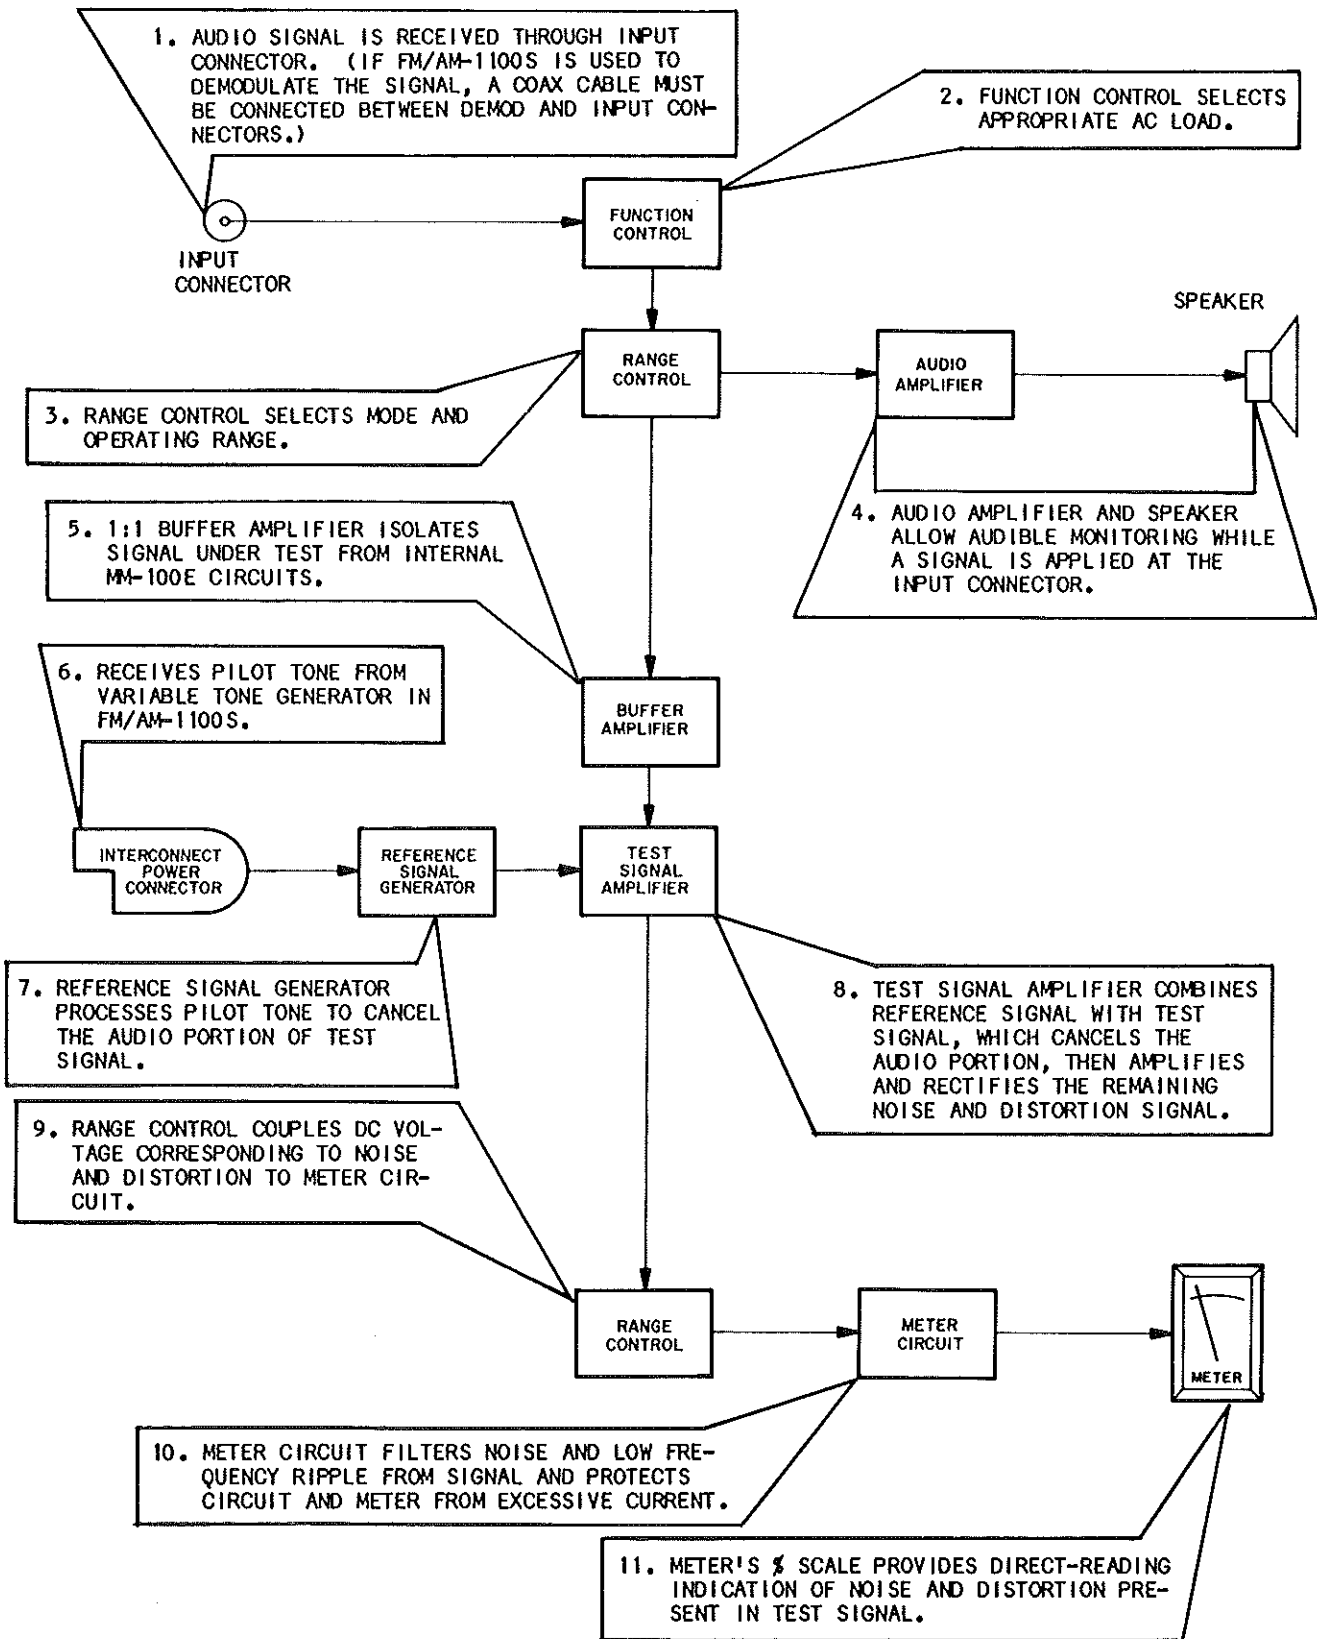 1. AUDIO SIGNAL IS RECEIVED THROUGH INPUT
CONNECTOR. (IF FM/AM-1100S IS USED TO
DEMODULATE THE SIGNAL, A COAX CABLE MUST
BE CONNECTED BETWEEN DEMOD AND INPUT CON-
NECTORS.)
2. FUNCTION CONTROL SELECTS
APPROPRIATE AC LOAD.
FUNCTION
CONTROL
INPUT
CONNECTOR
SPEAKER
RANGE
CONTROL
AUDIO
AMPLIFIER
3. RANGE CONTROL SELECTS MODE AND
OPERATING RANGE.
4. AUDIO AMPLIFIER AND SPEAKER
ALLOW AUDIBLE MONITORING WHILE
A SIGNAL IS APPLIED AT THE
INPUT CONNECTOR.
5. 1:1 BUFFER AMPLIFIER ISOLATES
SIGNAL UNDER TEST FROM INTERNAL
MM-100E CIRCUITS.
6. RECEIVES PILOT TONE FROM
VARIABLE TONE GENERATOR IN
FM/AM-1100S.
BUFFER
AMPLIFIER
INTERCONNECT
POWER
CONNECTOR
REFERENCE
SIGNAL
GENERATOR
TEST
SIGNAL
AMPLIFIER
7. REFERENCE SIGNAL GENERATOR
PROCESSES PILOT TONE TO CANCEL
THE AUDIO PORTION OF TEST
SIGNAL.
8. TEST SIGNAL AMPLIFIER COMBINES
REFERENCE SIGNAL WITH TEST
SIGNAL, WHICH CANCELS THE
AUDIO PORTION, THEN AMPLIFIES
AND RECTIFIES THE REMAINING
NOISE AND DISTORTION SIGNAL.
9. RANGE CONTROL COUPLES DC VOL-
TAGE CORRESPONDING TO NOISE
AND DISTORTION TO METER CIR-
CUIT.
RANGE
CONTROL
METER
CIRCUIT
METER
10. METER CIRCUIT FILTERS NOISE AND LOW FRE-
QUENCY RIPPLE FROM SIGNAL AND PROTECTS
CIRCUIT AND METER FROM EXCESSIVE CURRENT.
11. METER'S % SCALE PROVIDES DIRECT-READING
INDICATION OF NOISE AND DISTORTION PRE-
SENT IN TEST SIGNAL.